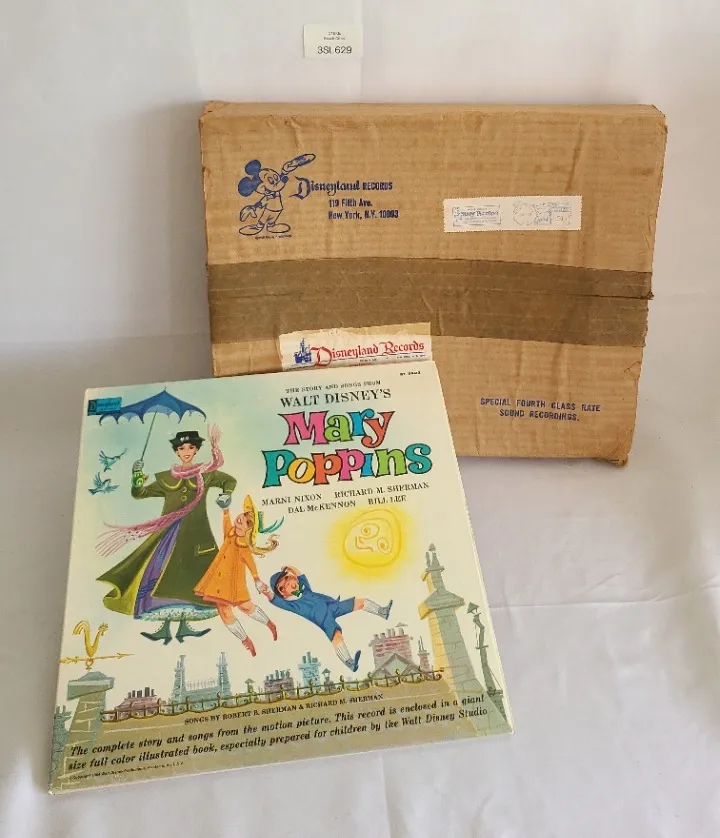 3SL629
Disneyland RECORDS
119 Fifth Ave.
New York, N.Y. 10003
Disneyland Records
SPECIAL FOURTH CLASS RATE
SOUND RECORDINGS.
Disneyland
THE STORY AND SONGS FROM
WALT DISNEY'S
Mary
POPPINS
MARNI NIXON RICHARD M. SHERMAN
DAL McKENNON BILL LEE
SONGS BY ROBERT B. SHERMAN & RICHARD M. SHERMAN
The complete story and songs from the motion picture. This record is enclosed in a giant
size full color illustrated book, especially prepared for children by the Walt Disney Studio